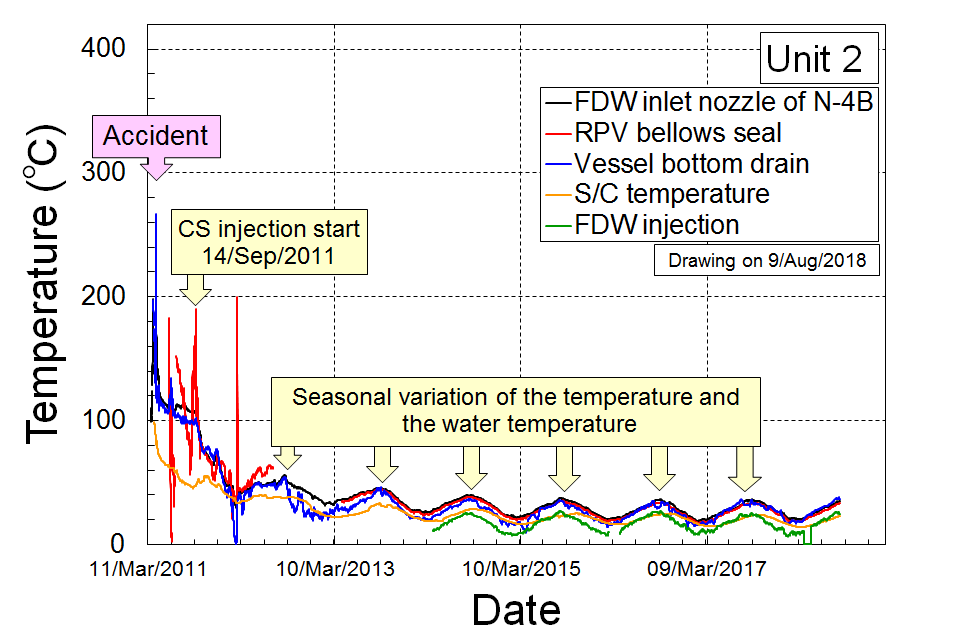 Unit 2
FDW inlet nozzle of N-4B
RPV bellows seal
Vessel bottom drain
S/C temperature
FDW injection
Drawing on 9/Aug/2018
Accident
CS injection start
14/Sep/2011
Seasonal variation of the temperature and
the water temperature
Temperature (°C)
400
300
200
100
0
11/Mar/2011 10/Mar/2013 10/Mar/2015 09/Mar/2017
Date